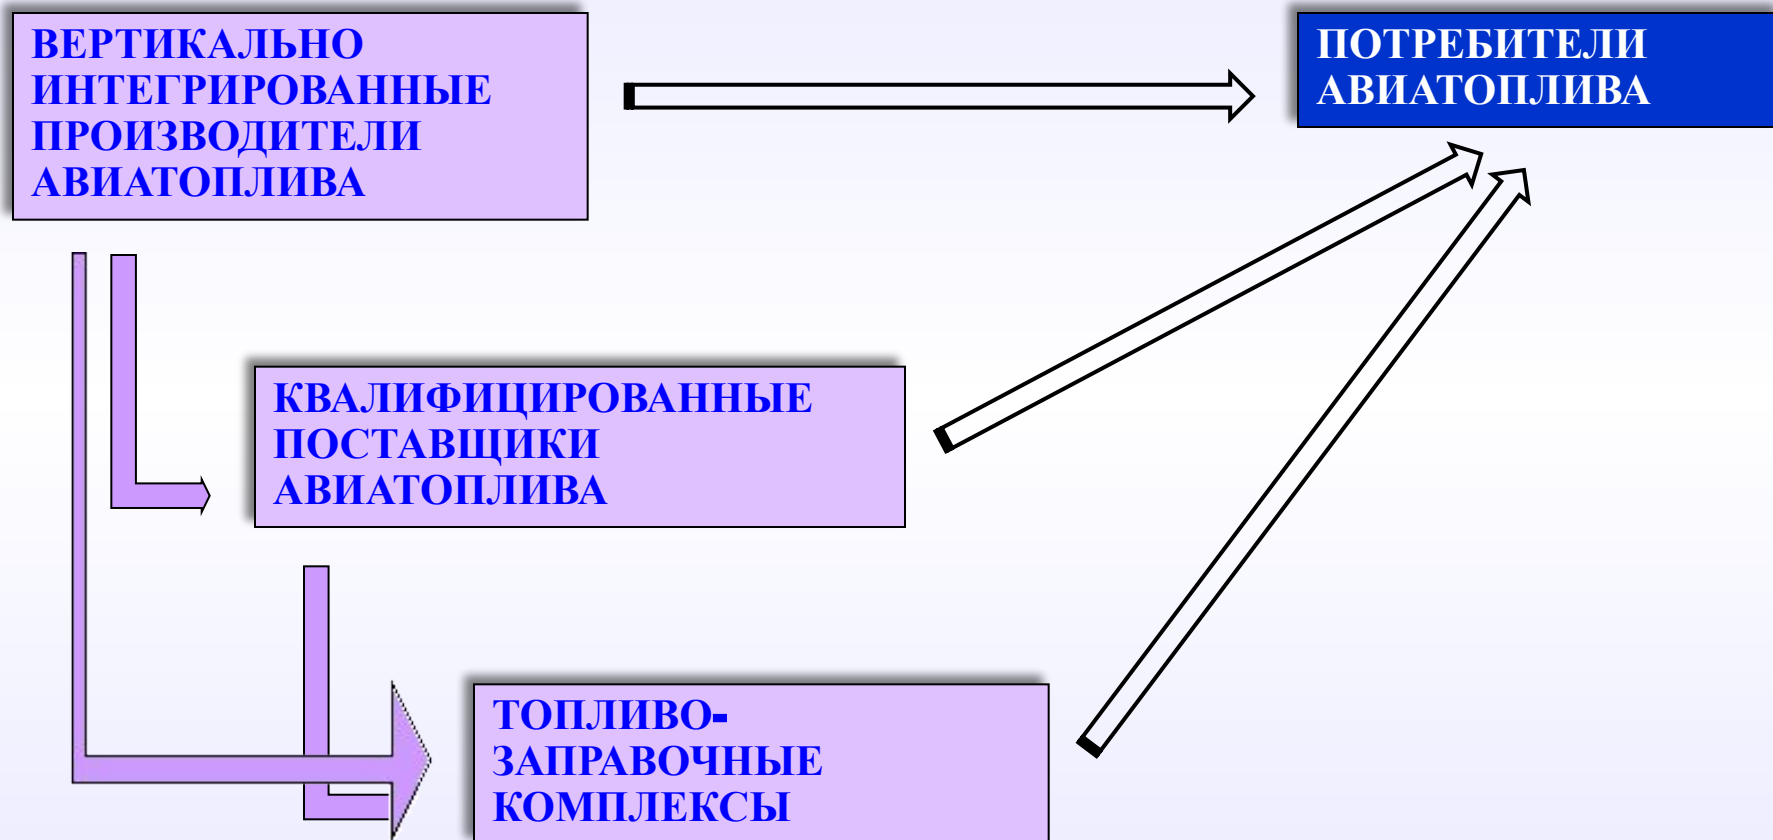 ВЕРТИКАЛЬНО
ИНТЕГРИРОВАННЫЕ
ПРОИЗВОДИТЕЛИ
АВИАТОПЛИВА
ПОТРЕБИТЕЛИ
АВИАТОПЛИВА
КВАЛИФИЦИРОВАННЫЕ
ПОСТАВЩИКИ
АВИАТОПЛИВА
ТОПЛИВО-
ЗАПРАВОЧНЫЕ
КОМПЛЕКСЫ